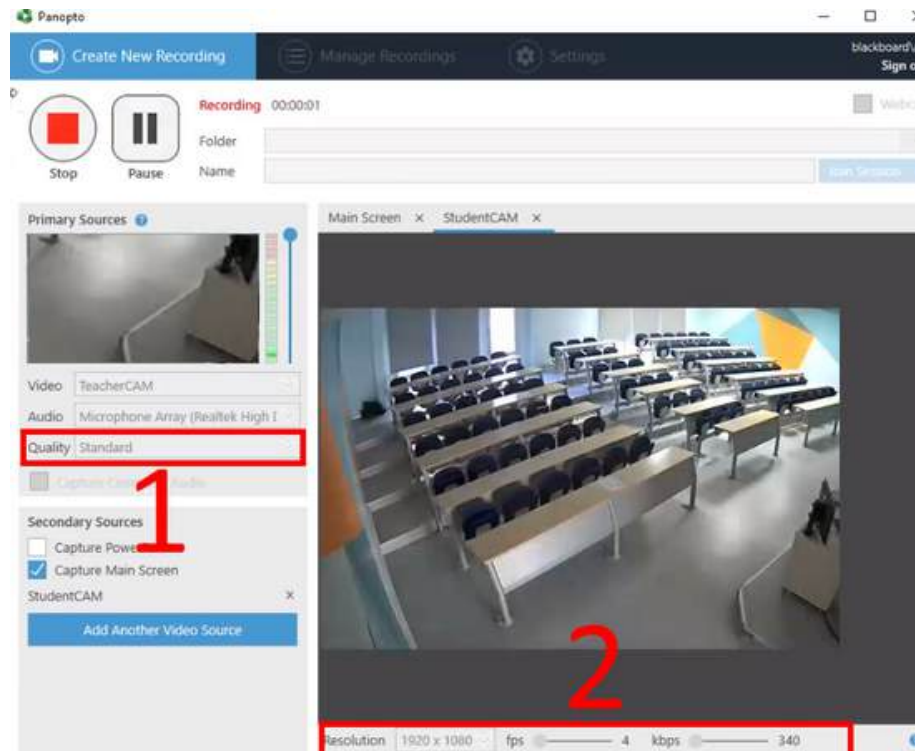 Panopto
Create New Recording
Manage Recordings
Settings
Sign o
Recording 00:00:01
Folder
Stop Pause Name
Join Session
Primary Sources
Main Screen × StudentCAM ×
Video TeacherCAM
Audio Microphone Array (Realtek High
Quality Standard
1
Secondary Sources
Capture
Capture Main Screen
StudentCAM ×
Add Another Video Source
2
Resolution 1920 x 1080 fps 4 kbps 340